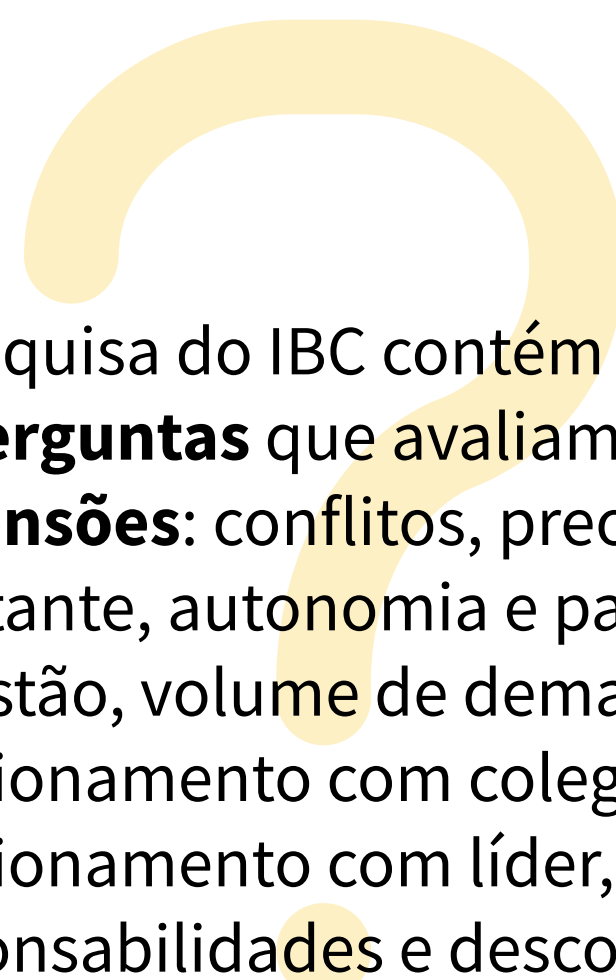 quisa do IBC contém
erguntas que avaliam
nsões: conflitos, prec
tante, autonomia e pa
stão, volume de dema
ionamento com coleg
ionamento com líder,
onsabilidades e desco